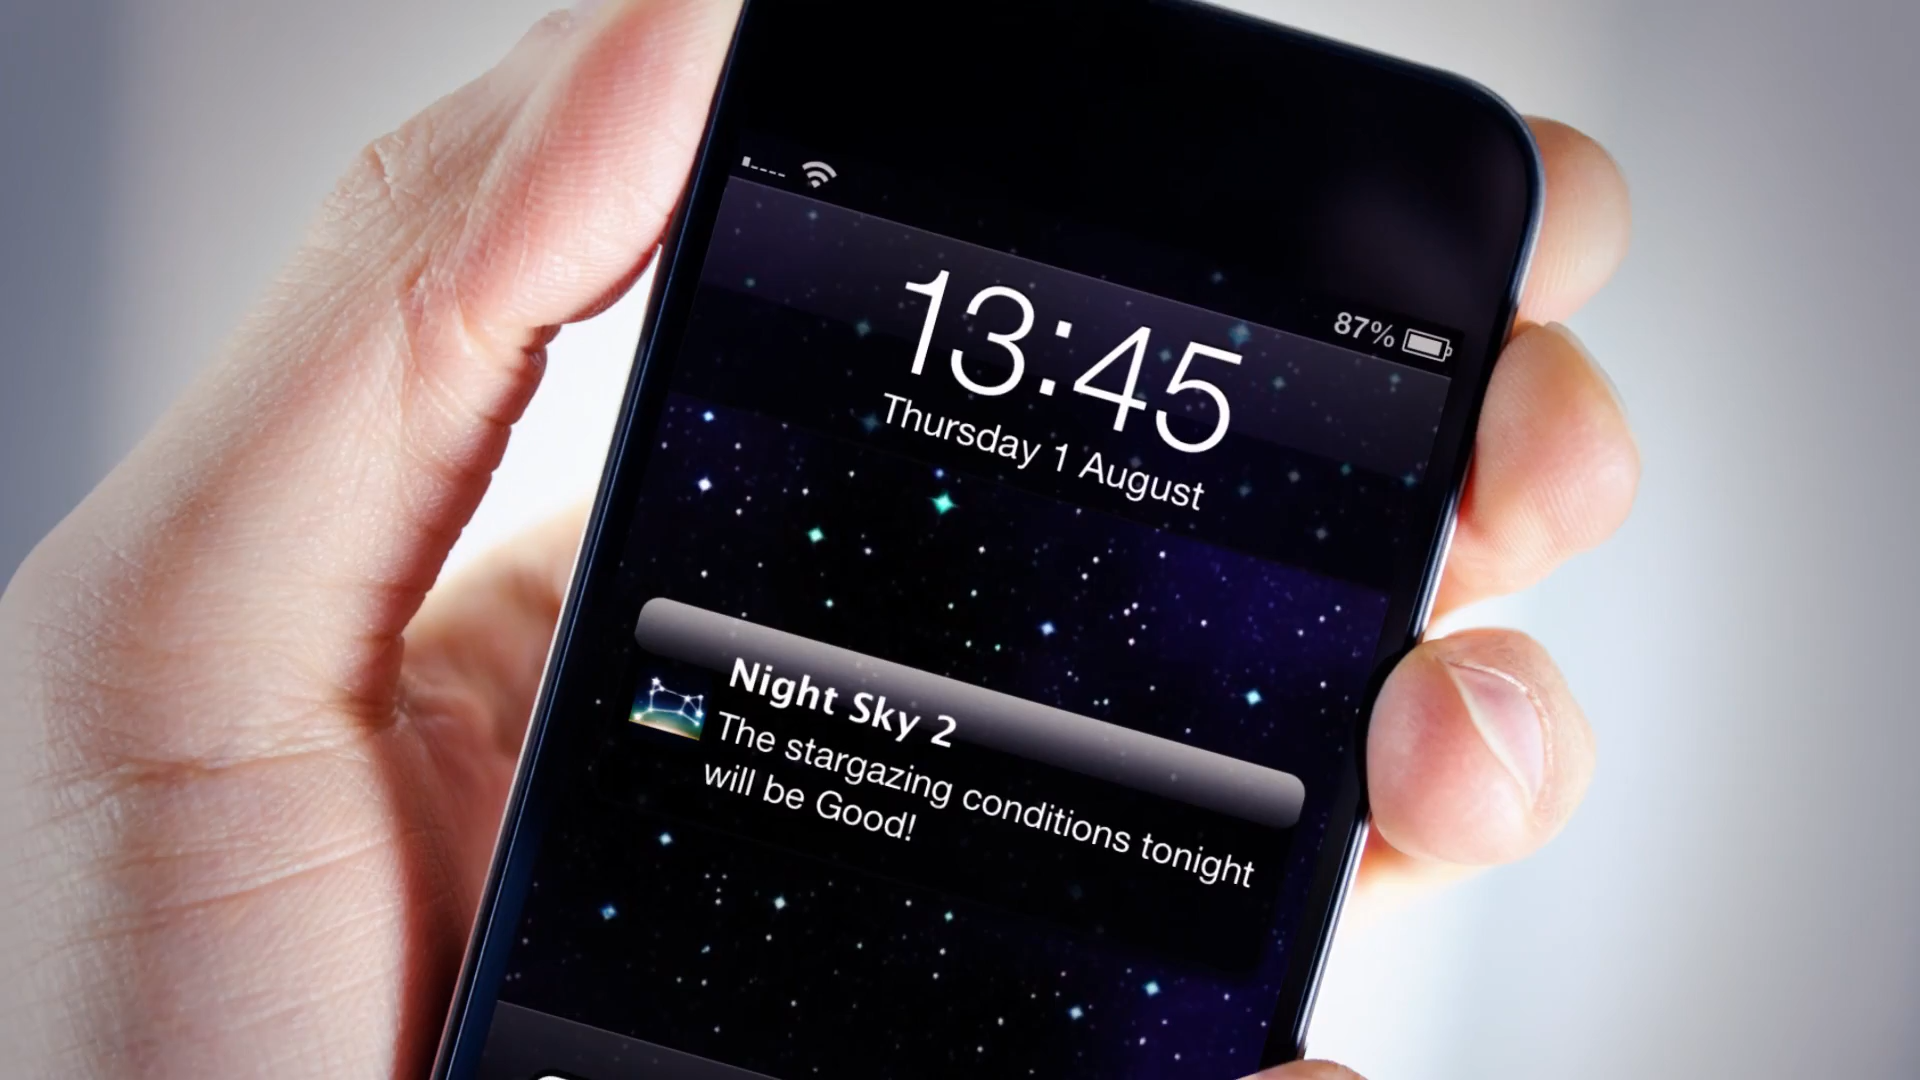 87%
13:45
Thursday 1 August
Night Sky 2
The stargazing conditions tonight
will be Good!